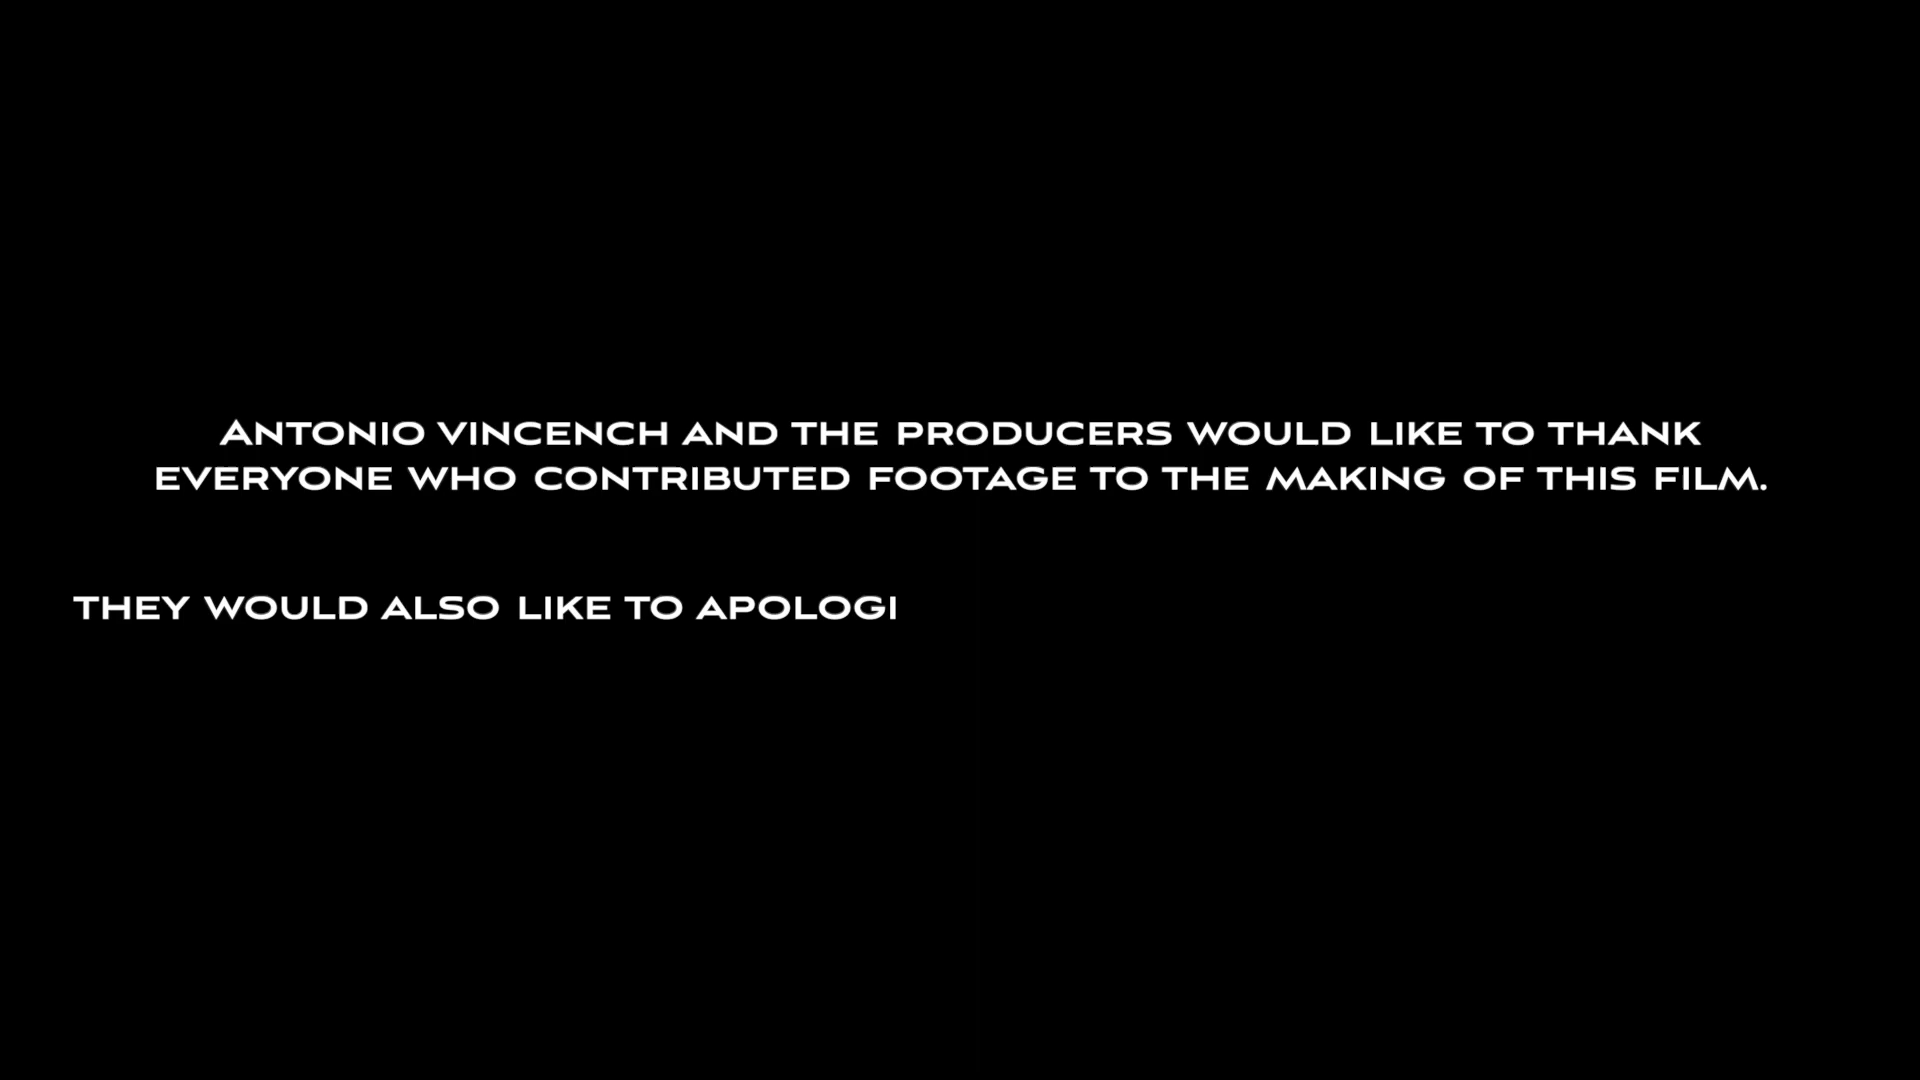 ANTONIO VINCENCH AND THE PRODUCERS WOULD LIKE TO THANK
EVERYONE WHO CONTRIBUTED FOOTAGE TO THE MAKING OF THIS FILM.
THEY WOULD ALSO LIKE TO APOLOGI